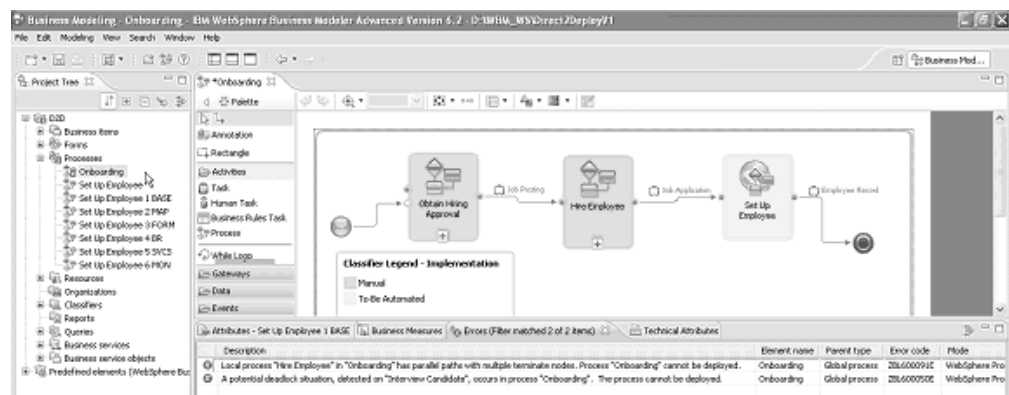 Business Modeling - Onboarding - IBM WebSphere Business Modeler Advanced Version 6.2 - D:\WBM_WS\Direct2DeployV1
File Edit Modeling View Search Window Help
Business Mod...
Project Tree
*Onboarding
Palette
D2D
Business items
Forms
Processes
Onboarding
Set Up Employee
Set Up Employee 1 BASE
Set Up Employee 2 MAP
Set Up Employee 3 FORM
Set Up Employee 4 BR
Set Up Employee 5 SVCS
Set Up Employee 6 MON
Resources
Organizations
Classifiers
Reports
Queries
Business services
Business service objects
Predefined elements (WebSphere Bus
Annotation
Rectangle
Activities
Task
Human Task
Business Rules Task
Process
While Loop
Gateways
Data
Events
Obtain Hiring
Approval
Job Posting
Hire Employee
Job Application
Set Up
Employee
Employee Record
Classifier Legend - Implementation
Manual
To-Be Automated
Attributes - Set Up Employee 1 BASE
Business Measures
Errors (Filter matched 2 of 2 items)
Technical Attributes
Description Element name Parent type Error code Mode
Local process "Hire Employee" in "Onboarding" has parallel paths with multiple terminate nodes. Process "Onboarding" cannot be deployed. Onboarding Global process ZBL600091E WebSphere Pro
A potential deadlock situation, detected on "Interview Candidate", occurs in process "Onboarding". The process cannot be deployed. Onboarding Global process ZBL600050E WebSphere Pro